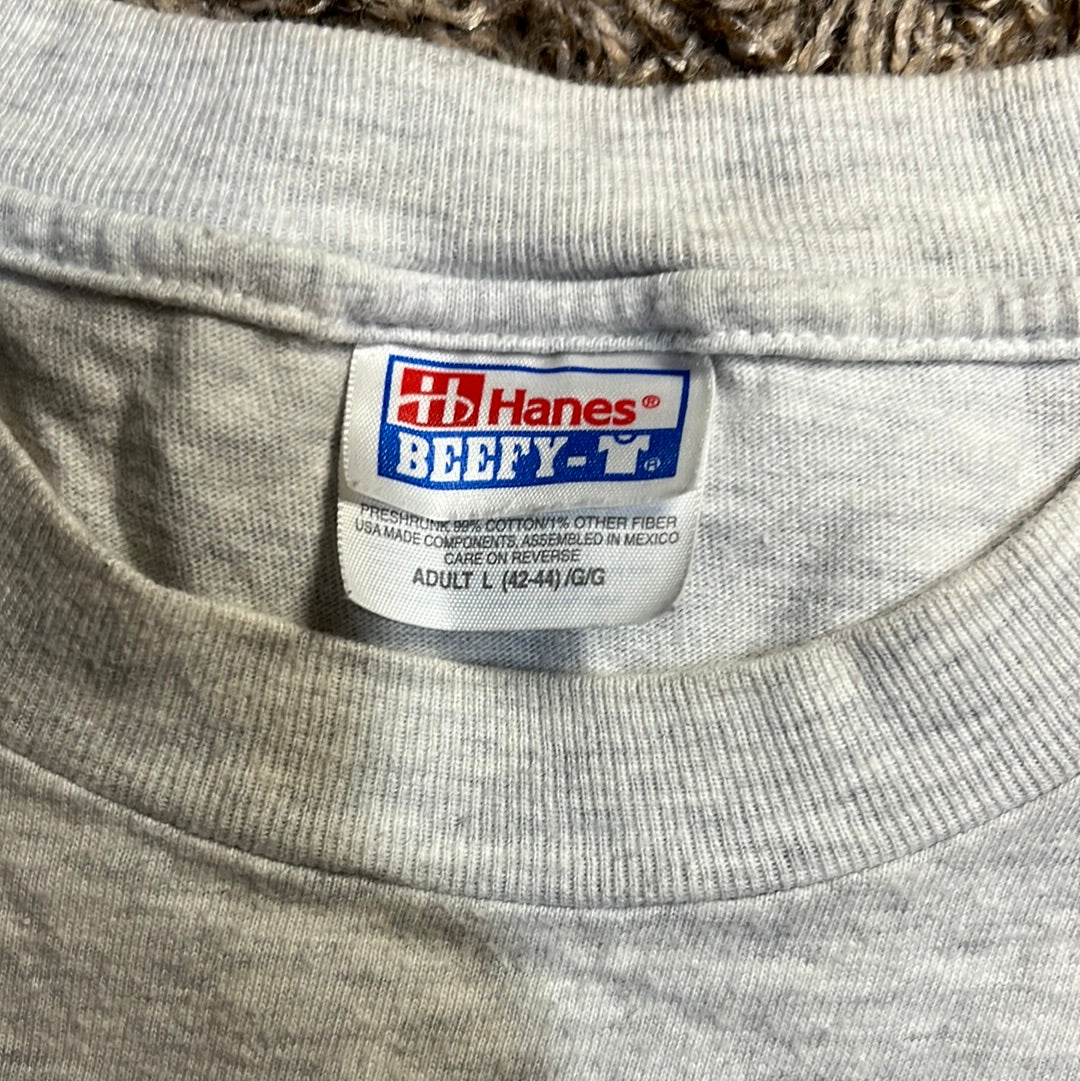 Hanes®
BEEFY-T®
PRESHRUNK 99% COTTON/1% OTHER FIBER
USA MADE COMPONENTS, ASSEMBLED IN MEXICO
CARE ON REVERSE
ADULT L (42-44)/G/G